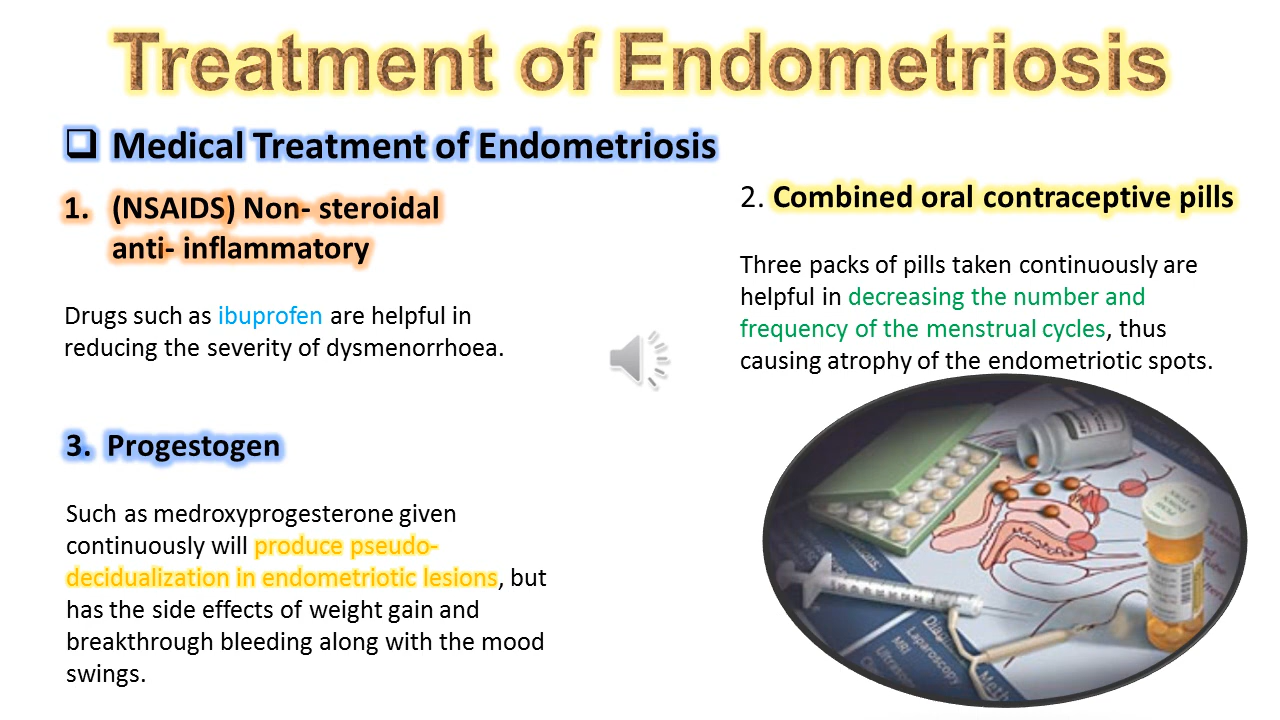 Treatment of Endometriosis
❑ Medical Treatment of Endometriosis
1. (NSAIDS) Non- steroidal
anti- inflammatory
Drugs such as ibuprofen are helpful in
reducing the severity of dysmenorrhoea.
2. Combined oral contraceptive pills
Three packs of pills taken continuously are
helpful in decreasing the number and
frequency of the menstrual cycles, thus
causing atrophy of the endometriotic spots.
3. Progestogen
Such as medroxyprogesterone given
continuously will produce pseudo-
decidualization in endometriotic lesions, but
has the side effects of weight gain and
breakthrough bleeding along with the mood
swings.
Laparoscopy
MRI